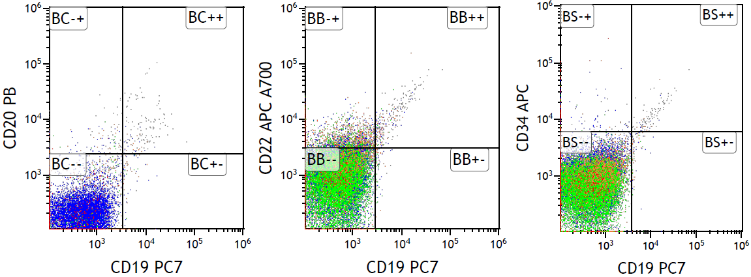 10^6 BC-+ BC++
10^5
10^4
BC-- BC+-
10^3
CD20 PB
10^3 10^4 10^5 10^6
CD19 PC7
10^6 BB-+ BB++
10^5
10^4
BB-- BB+-
10^3
CD22 APC A700
10^3 10^4 10^5 10^6
CD19 PC7
10^6 BS-+ BS++
10^5
10^4
BS-- BS+-
10^3
CD34 APC
10^3 10^4 10^5 10^6
CD19 PC7